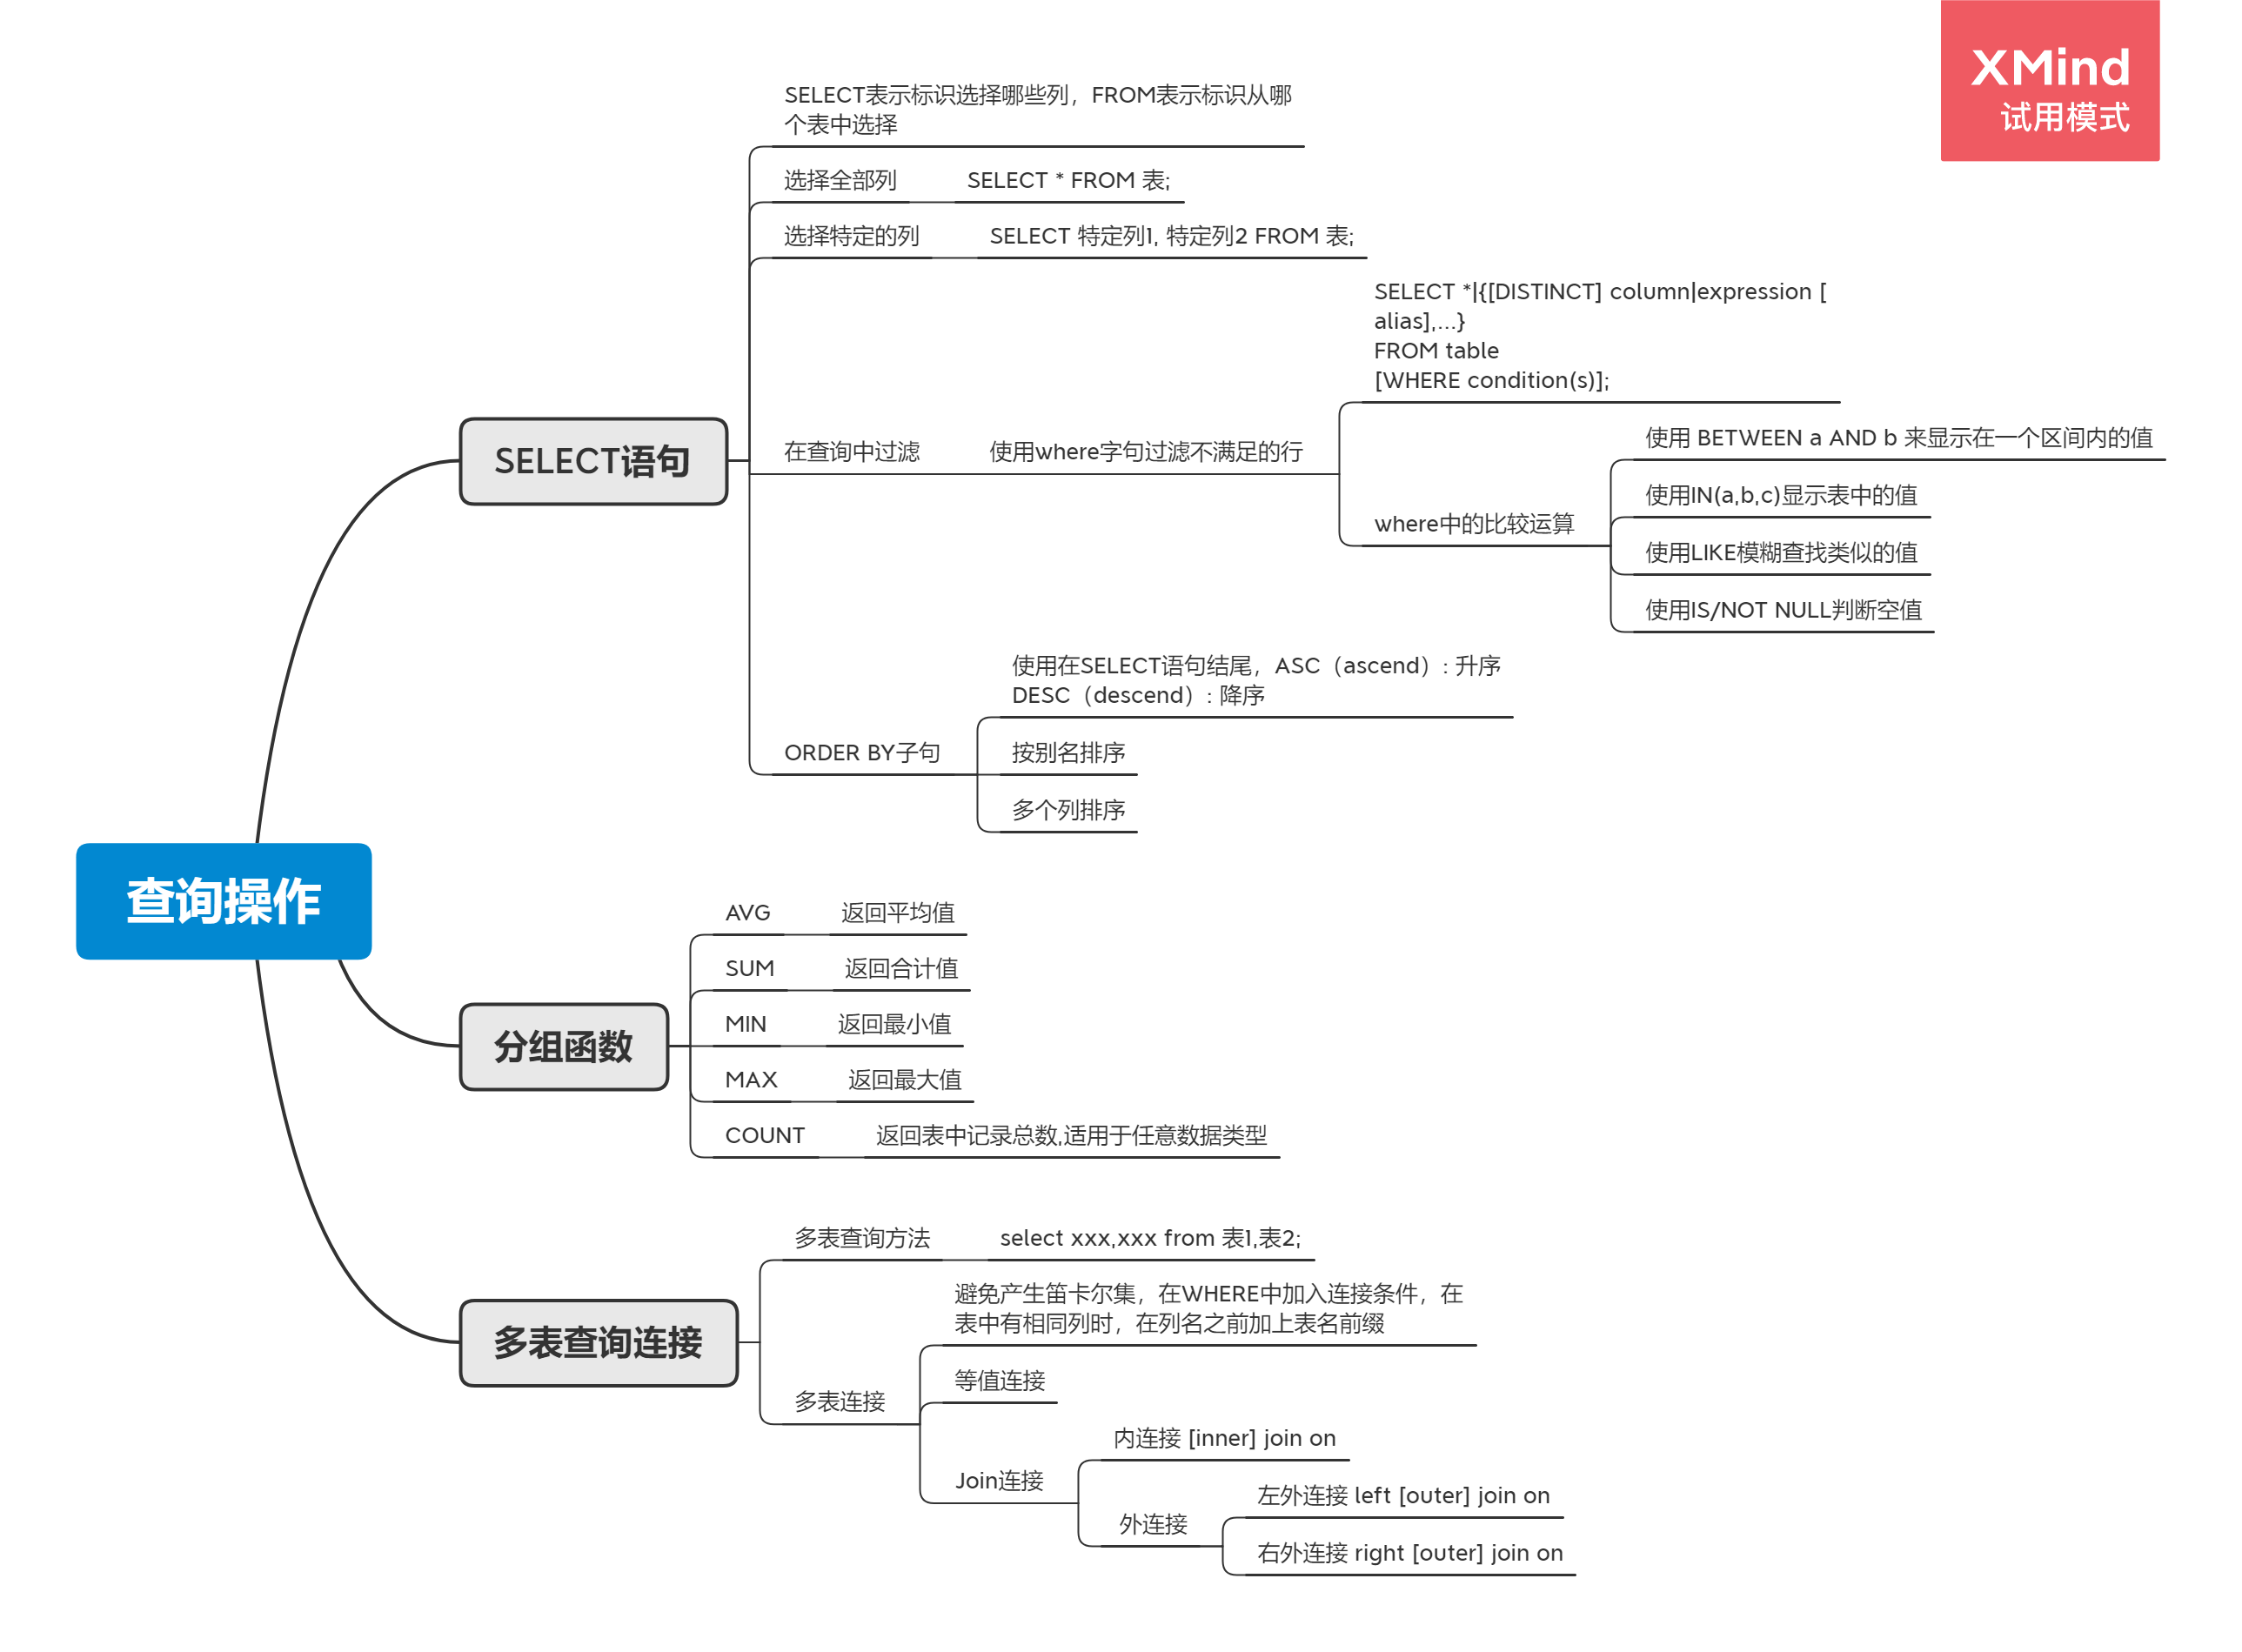 XMind
试用模式
SELECT表示标识选择哪些列，FROM表示标识从哪
个表中选择
选择全部列
SELECT * FROM 表;
选择特定的列
SELECT 特定列1, 特定列2 FROM 表;
SELECT *|{[DISTINCT] column|expression [
alias],...}
FROM table
[WHERE condition(s)];
在查询中过滤
使用where字句过滤不满足的行
使用 BETWEEN a AND b 来显示在一个区间内的值
使用IN(a,b,c)显示表中的值
where中的比较运算
使用LIKE模糊查找类似的值
使用IS/NOT NULL判断空值
SELECT语句
使用在SELECT语句结尾，ASC（ascend）: 升序
DESC（descend）: 降序
ORDER BY子句
按别名排序
多个列排序
查询操作
AVG
返回平均值
SUM
返回合计值
MIN
返回最小值
分组函数
MAX
返回最大值
COUNT
返回表中记录总数,适用于任意数据类型
多表查询方法
select xxx,xxx from 表1,表2;
避免产生笛卡尔集，在WHERE中加入连接条件，在
表中有相同列时，在列名之前加上表名前缀
多表查询连接
等值连接
多表连接
内连接 [inner] join on
Join连接
左外连接 left [outer] join on
外连接
右外连接 right [outer] join on